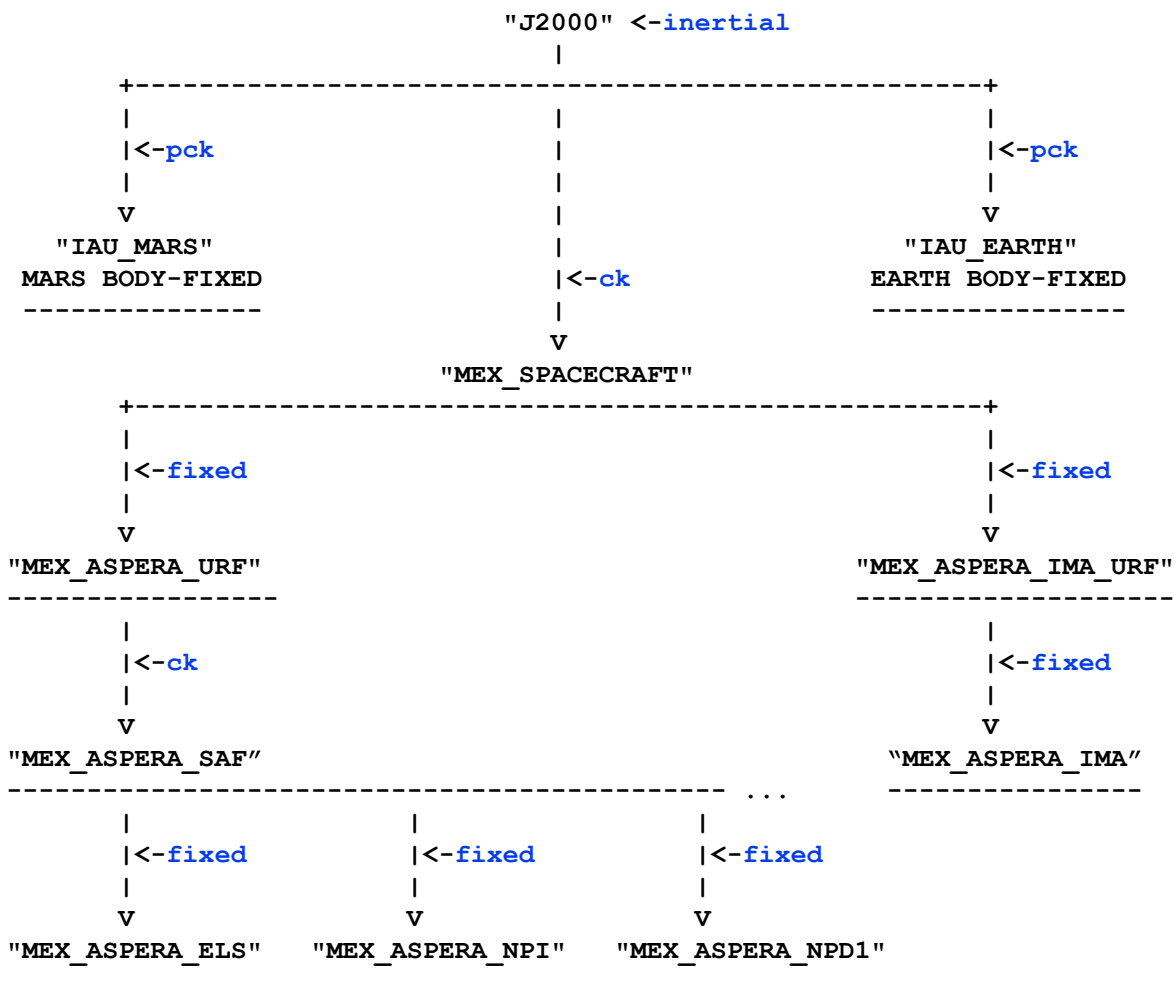 "J2000" <-inertial
|
+-----------------------------------------------------+
| | |
|<-pck | |<-pck
| | |
V | V
"IAU_MARS" | "IAU_EARTH"
MARS BODY-FIXED |<-ck EARTH BODY-FIXED
--------------- | ----------------
V
"MEX_SPACECRAFT"
+-----------------------------------------------------+
| |
|<-fixed |<-fixed
| |
V V
"MEX_ASPERA_URF" "MEX_ASPERA_IMA_URF"
----------------- --------------------
| |
|<-ck |<-fixed
| |
V V
"MEX_ASPERA_SAF” “MEX_ASPERA_IMA”
--------------------------------------------- ... ----------------
| | |
|<-fixed |<-fixed |<-fixed
| | |
V V V
"MEX_ASPERA_ELS" "MEX_ASPERA_NPI" "MEX_ASPERA_NPD1"